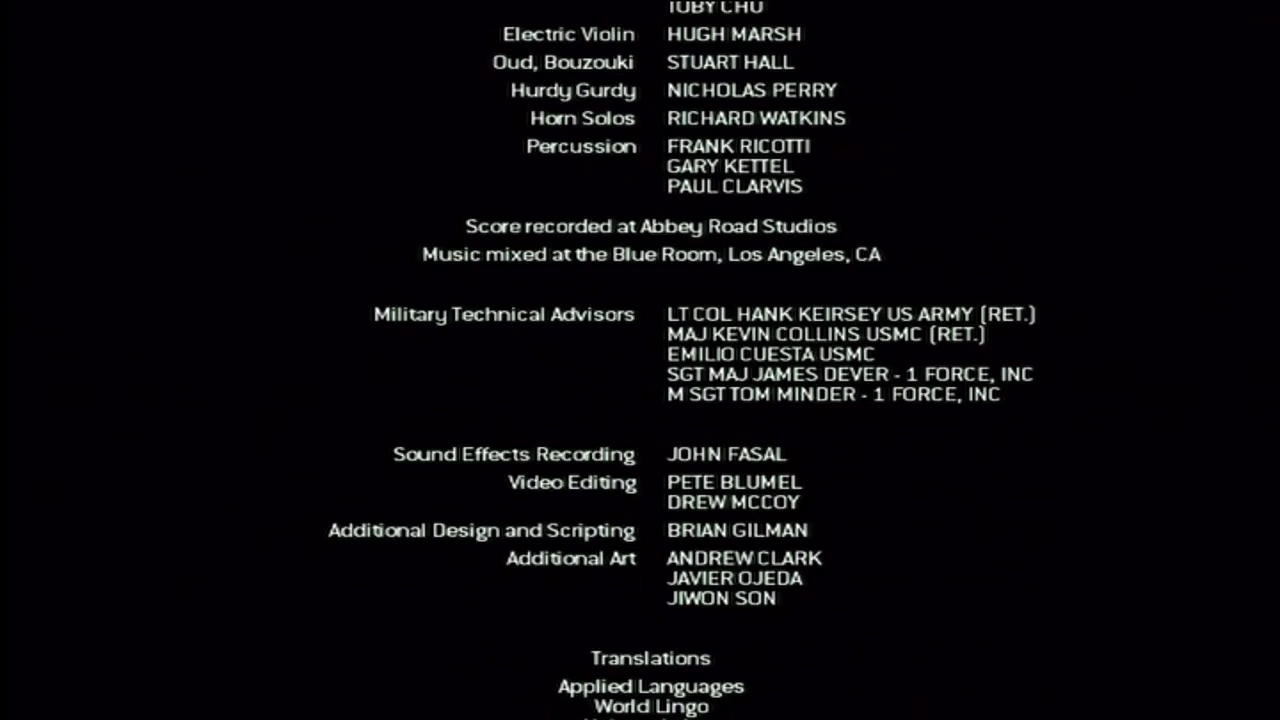 TOBY CHU
Electric Violin HUGH MARSH
Oud, Bouzouki STUART HALL
Hurdy Gurdy NICHOLAS PERRY
Horn Solos RICHARD WATKINS
Percussion FRANK RICOTTI
GARY KETTEL
PAUL CLARVIS
Score recorded at Abbey Road Studios
Music mixed at the Blue Room, Los Angeles, CA
Military Technical Advisors LT COL HANK KEIRSEY US ARMY (RET.)
MAJ KEVIN COLLINS USMC (RET.)
EMILIO CUESTA USMC
SGT MAJ JAMES DEVER - 1 FORCE, INC
M SGT TOM MINDER - 1 FORCE, INC
Sound Effects Recording JOHN FASAL
Video Editing PETE BLUMEL
DREW MCCOY
Additional Design and Scripting BRIAN GILMAN
Additional Art ANDREW CLARK
JAVIER OJEDA
JIWON SON
Translations
Applied Languages
World Lingo